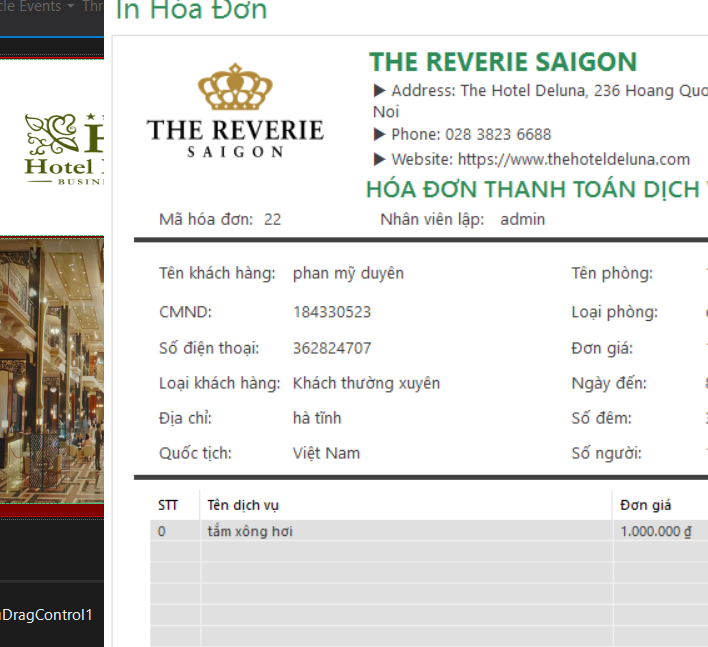 cle Events
In Hóa Đơn
THE REVERIE SAIGON
▶ Address: The Hotel Deluna, 236 Hoang Quo
Noi
▶ Phone: 028 3823 6688
▶ Website: https://www.thehoteldeluna.com
THE REVERIE
SAIGON
Hotel
BUSIN
HÓA ĐƠN THANH TOÁN DỊCH
Mã hóa đơn: 22 Nhân viên lập: admin
Tên khách hàng: phan mỹ duyên Tên phòng:
CMND: 184330523 Loại phòng:
Số điện thoại: 362824707 Đơn giá:
Loại khách hàng: Khách thường xuyên Ngày đến:
Địa chỉ: hà tĩnh Số đêm:
Quốc tịch: Việt Nam Số người:
STT Tên dịch vụ Đơn giá
0 tắm xông hơi 1.000.000 ₫
DragControl1